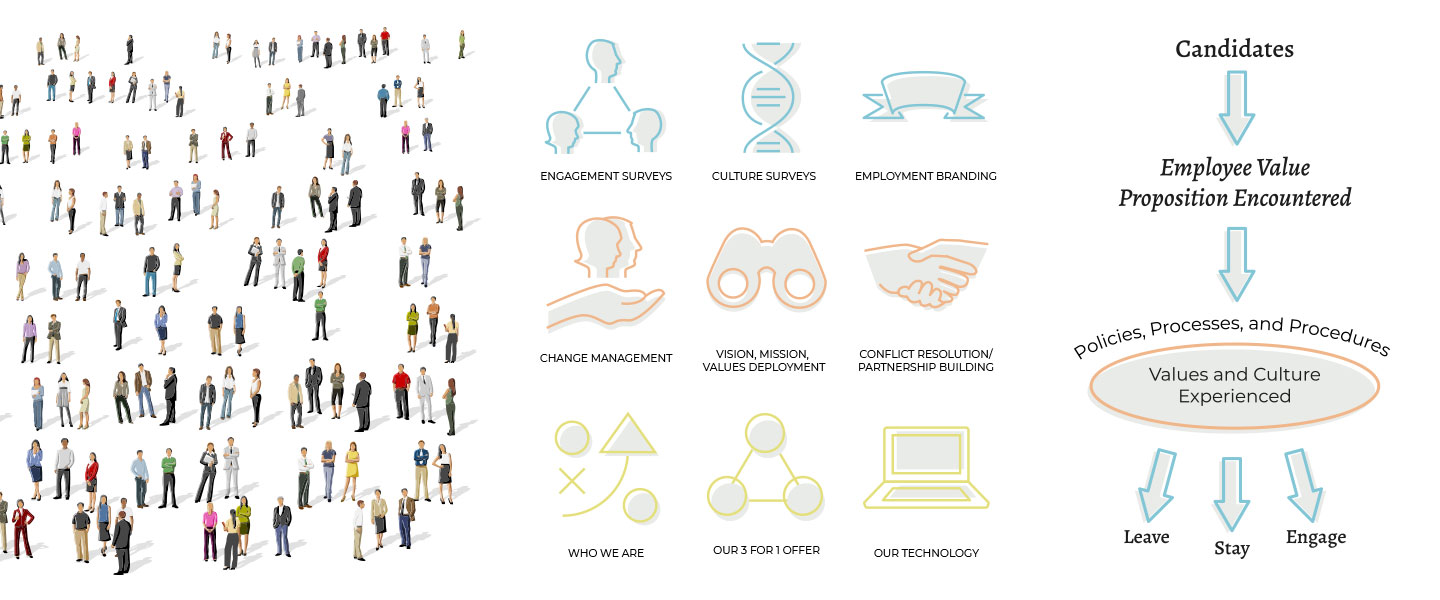 ENGAGEMENT SURVEYS
CULTURE SURVEYS
EMPLOYMENT BRANDING
CHANGE MANAGEMENT
VISION, MISSION,
VALUES DEPLOYMENT
CONFLICT RESOLUTION/
PARTNERSHIP BUILDING
WHO WE ARE
OUR 3 FOR 1 OFFER
OUR TECHNOLOGY
Candidates
Employee Value
Proposition Encountered
Policies, Processes, and Procedures
Values and Culture
Experienced
Leave
Stay
Engage